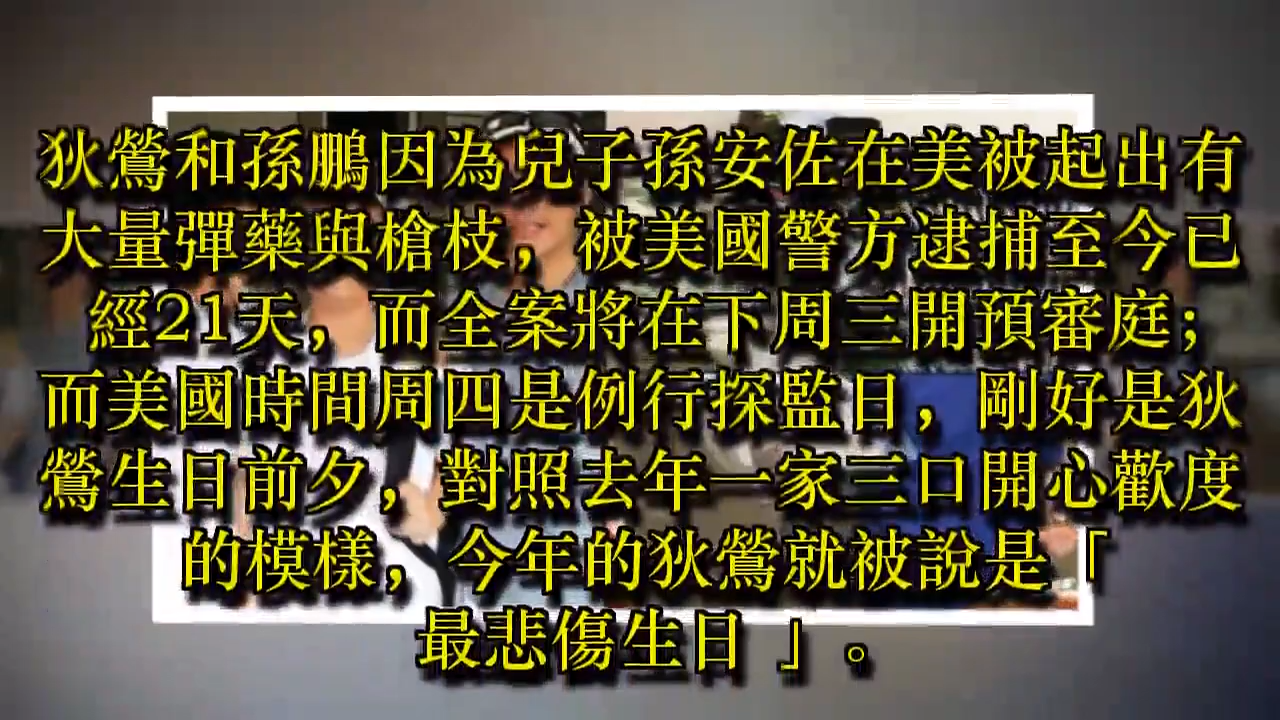 狄鶯和孫鵬因為兒子孫安佐在美被起出有
大量彈藥與槍枝，被美國警方逮捕至今已
經21天，而全案將在下周三開預審庭；
而美國時間周四是例行探監日，剛好是狄
鶯生日前夕，對照去年一家三口開心歡度
的模樣，今年的狄鶯就被說是「
最悲傷生日 」。